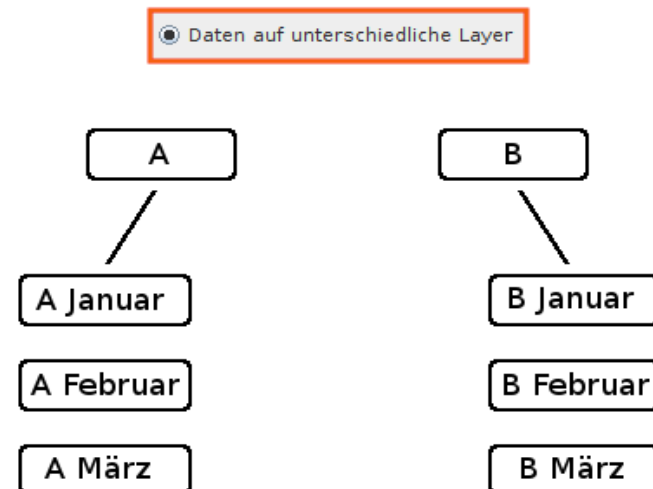 Daten auf unterschiedliche Layer
A
B
A Januar
B Januar
A Februar
B Februar
A März
B März